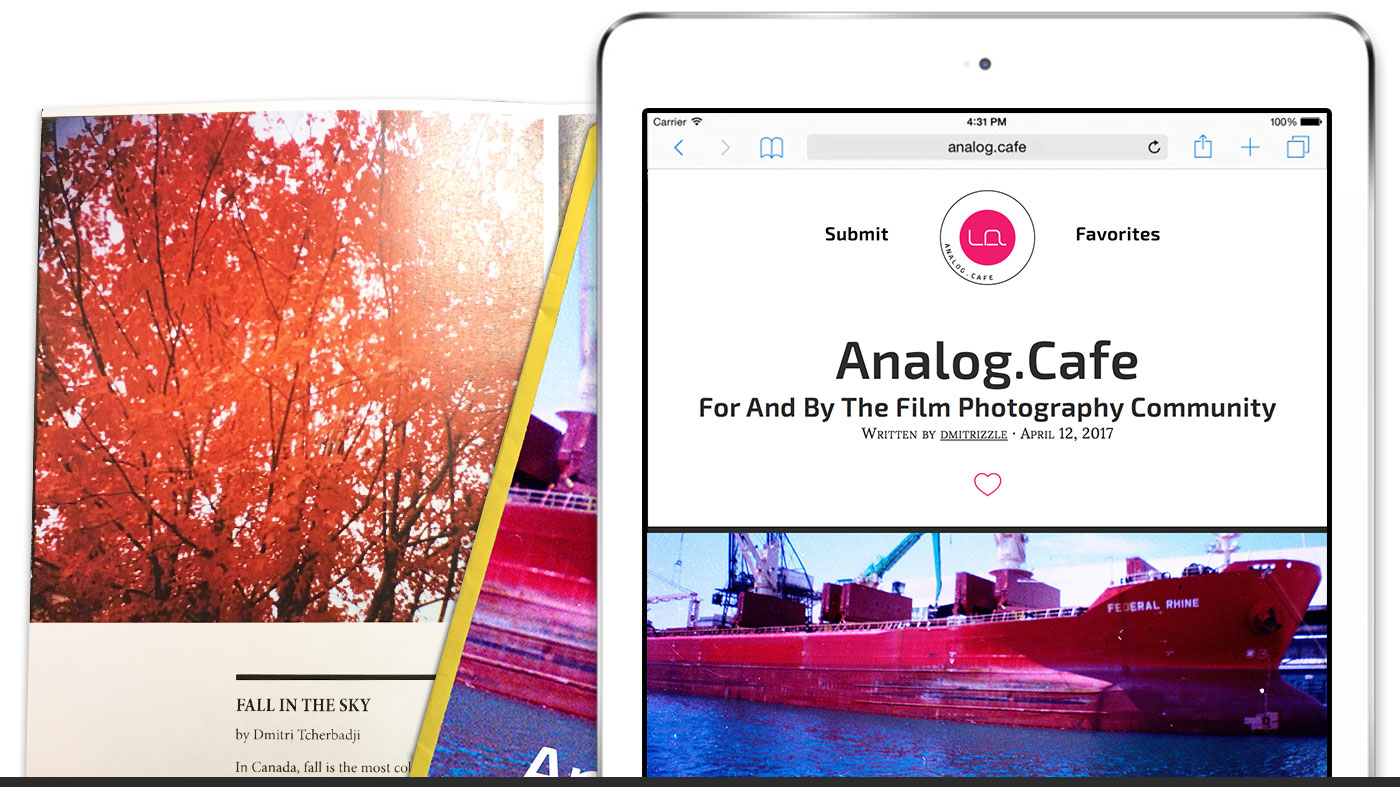 FALL IN THE SKY
by Dmitri Tcherbadji
In Canada, fall is the most
Carrier
4:31 PM
100%
analog.cafe
Submit
ANALOG.CAFE
Favorites
Analog.Cafe
For And By The Film Photography Community
WRITTEN BY DMITRIZZLE · APRIL 12, 2017
FEDERAL RHINE